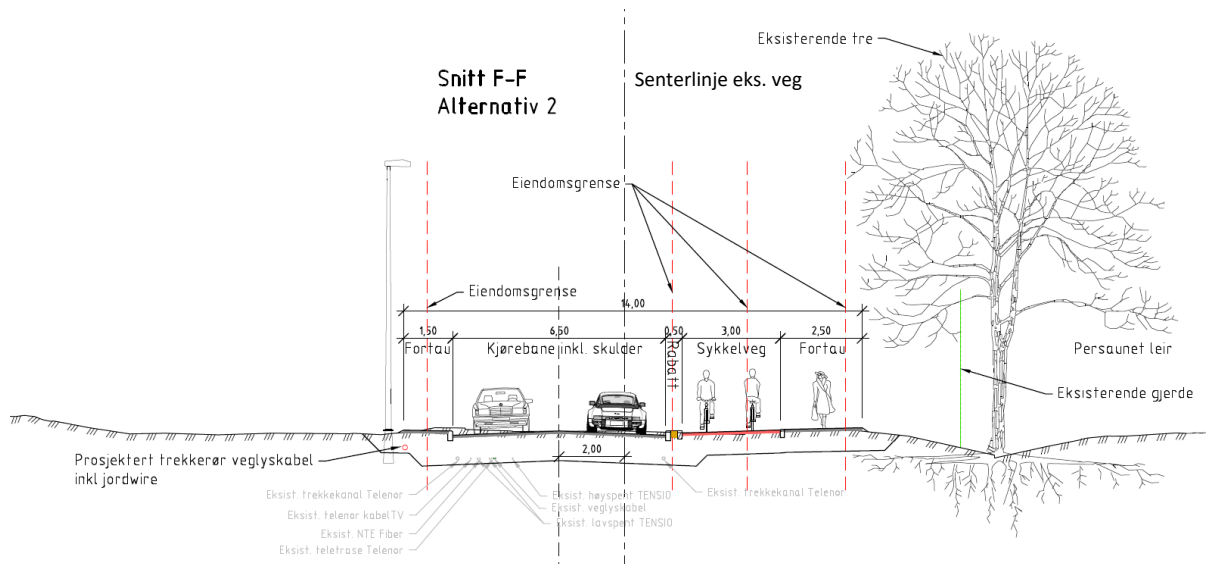 Eksisterende tre
Snitt F-F
Alternativ 2
Senterlinje eks. veg
Eiendomsgrense
Eiendomsgrense
14,00
1,50
6,50
0,50
3,00
2,50
Fortau
Kjørebane inkl. skulder
Rabatt
Sykkelveg
Fortau
Persaunet leir
Eksisterende gjerde
2,00
Prosjektert trekkerør veglyskabel
inkl jordwire
Eksist. trekkekanal Telenor
Eksist. telenor kabelTV
Eksist. NTE Fiber
Eksist. teletrase Telenor
Eksist. høyspent TENSIO
Eksist. veglyskabel
Eksist. lavspent TENSIO
Eksist. trekkekanal Telenor